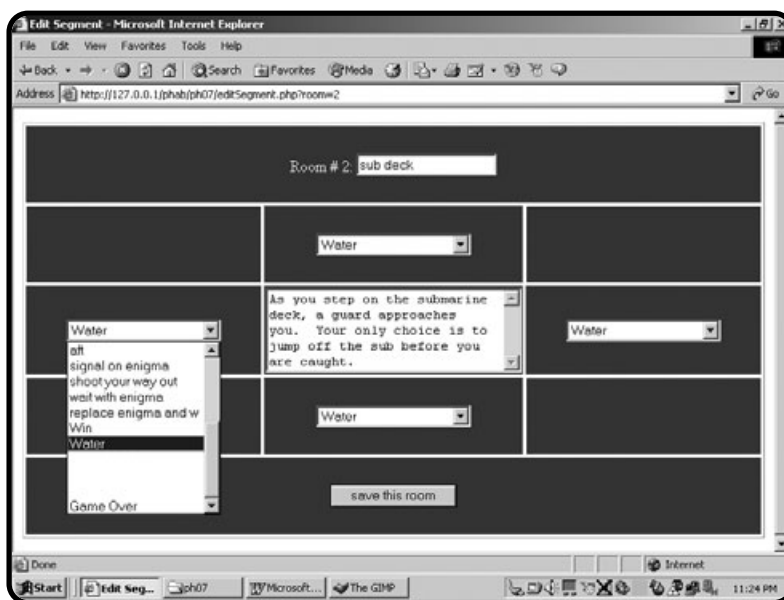 Edit Segment - Microsoft Internet Explorer
File Edit View Favorites Tools Help
Back Search Favorites Media
Address http://127.0.0.1/phab/ph07/editSegment.php?room=2 Go
Room # 2: sub deck
Water
Water
As you step on the submarine
deck, a guard approaches
you. Your only choice is to
jump off the sub before you
are caught.
Water
aft
signal on enigma
shoot your way out
wait with enigma
replace enigma and w
Win
Water
Game Over
Water
save this room
Done Internet
Start Edit Seg... ph07 Microsoft... The GIMP 11:24 PM